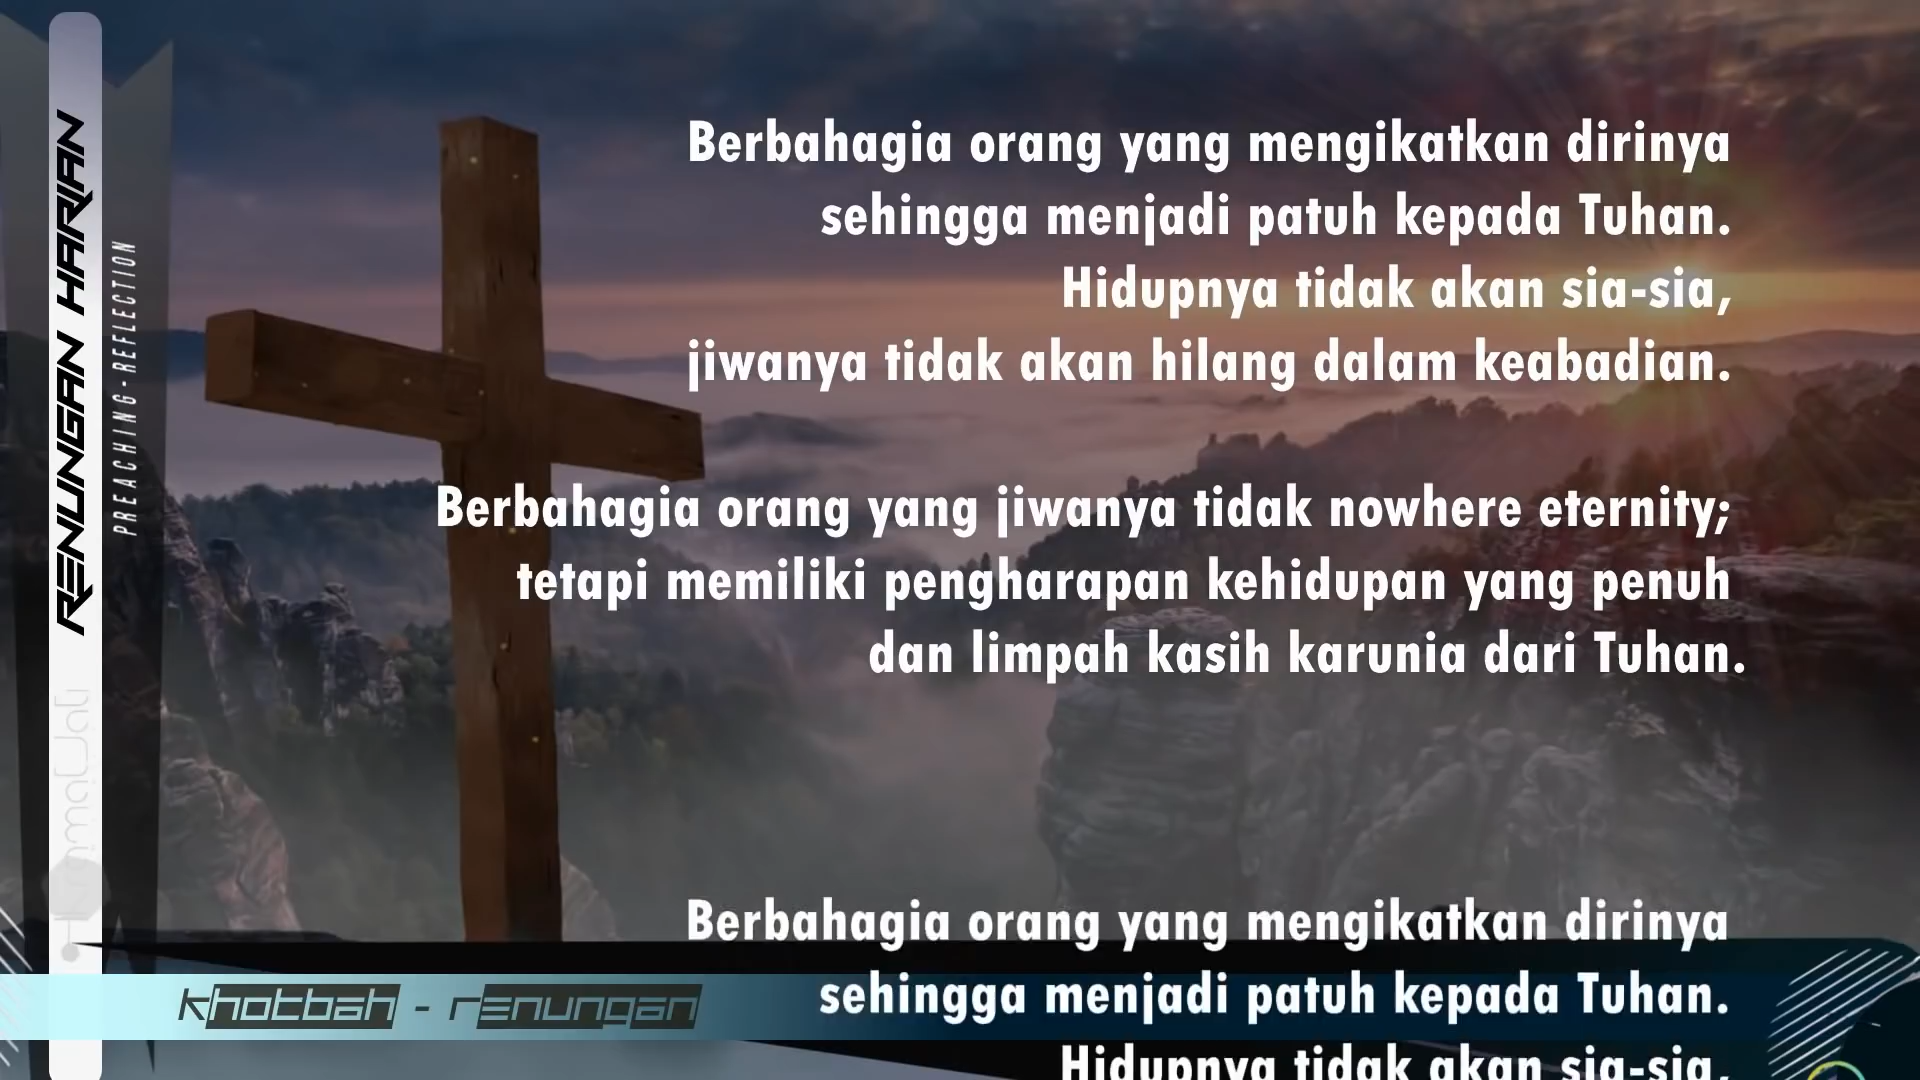 RENUNGAN HARIAN
PREACHING-REFLECTION
Berbahagia orang yang mengikatkan dirinya
sehingga menjadi patuh kepada Tuhan.
Hidupnya tidak akan sia-sia,
jiwanya tidak akan hilang dalam keabadian.
Berbahagia orang yang jiwanya tidak nowhere eternity;
tetapi memiliki pengharapan kehidupan yang penuh
dan limpah kasih karunia dari Tuhan.
Berbahagia orang yang mengikatkan dirinya
sehingga menjadi patuh kepada Tuhan.
Hidupnya tidak akan sia-sia,
khotbah - renungan